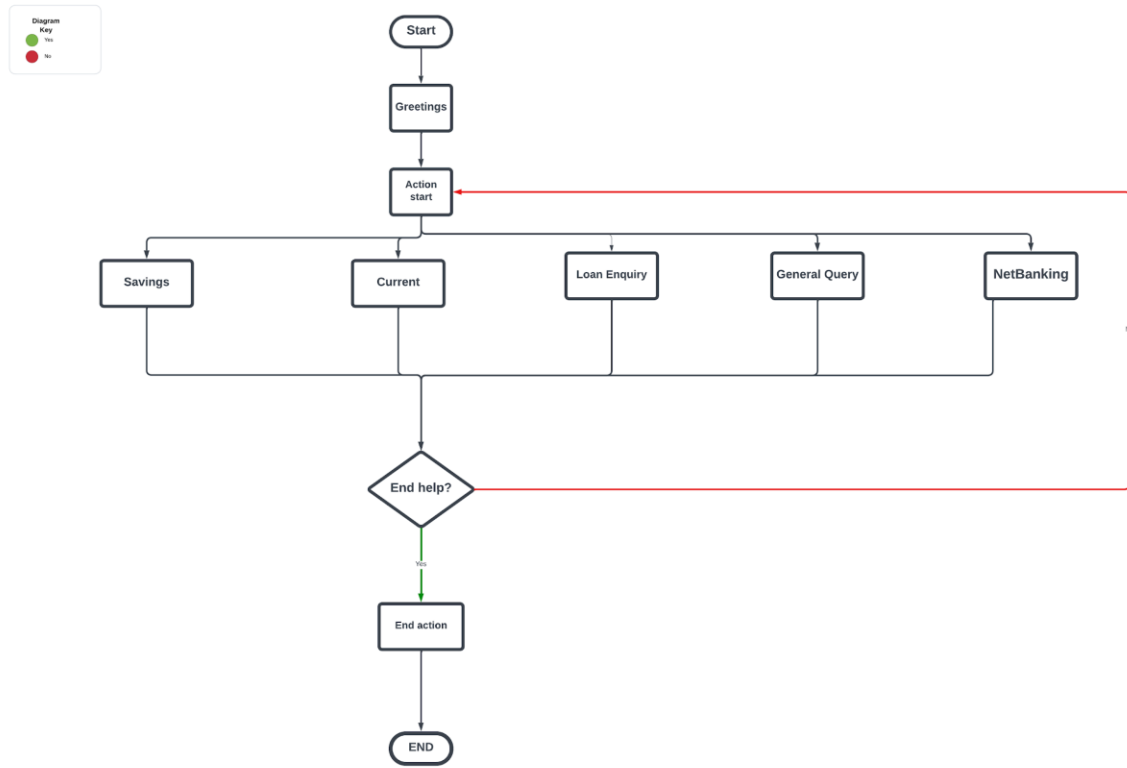 Diagram
Key
Yes
No
Start
Greetings
Action
start
Savings
Current
Loan Enquiry
General Query
NetBanking
End help?
Yes
End action
END